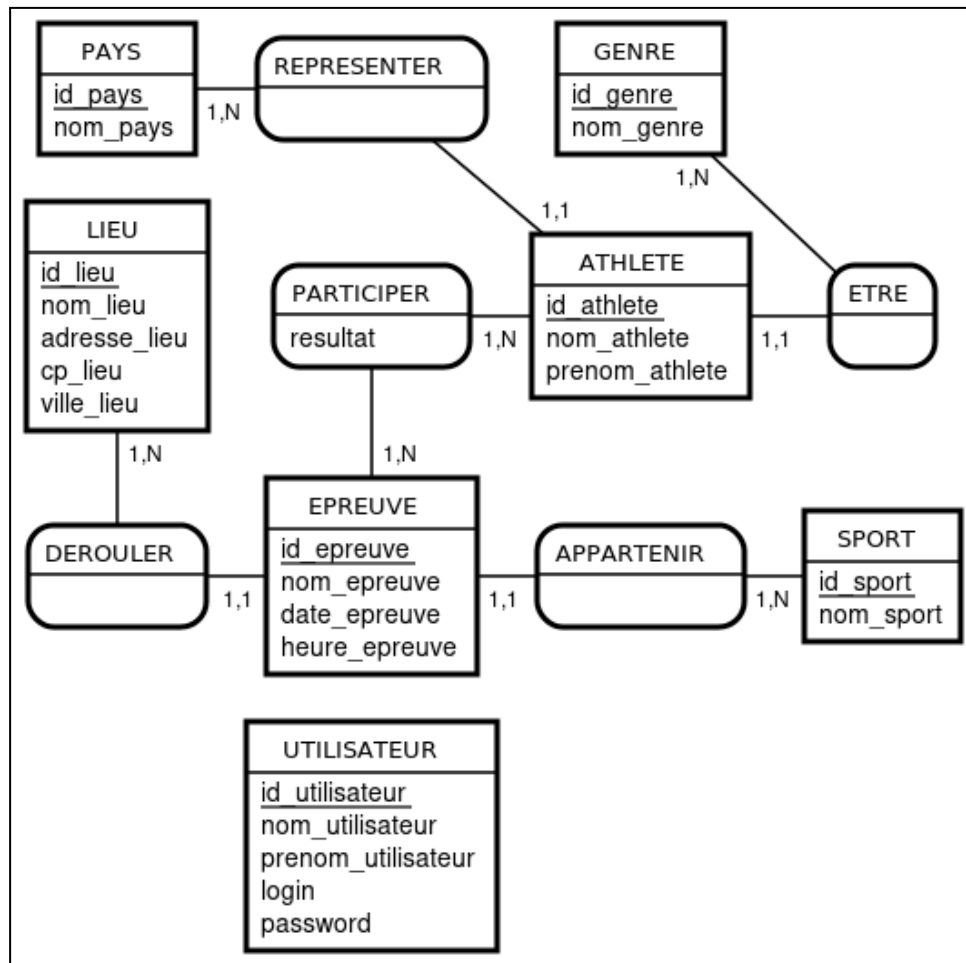 PAYS
id_pays
nom_pays
1,N
REPRESENTER
GENRE
id_genre
nom_genre
1,N
1,1
LIEU
id_lieu
nom_lieu
adresse_lieu
cp_lieu
ville_lieu
1,N
PARTICIPER
resultat
1,N
ATHLETE
id_athlete
nom_athlete
prenom_athlete
1,1
ETRE
1,N
DEROULER
1,1
EPREUVE
id_epreuve
nom_epreuve
date_epreuve
heure_epreuve
1,1
APPARTENIR
1,N
SPORT
id_sport
nom_sport
UTILISATEUR
id_utilisateur
nom_utilisateur
prenom_utilisateur
login
password